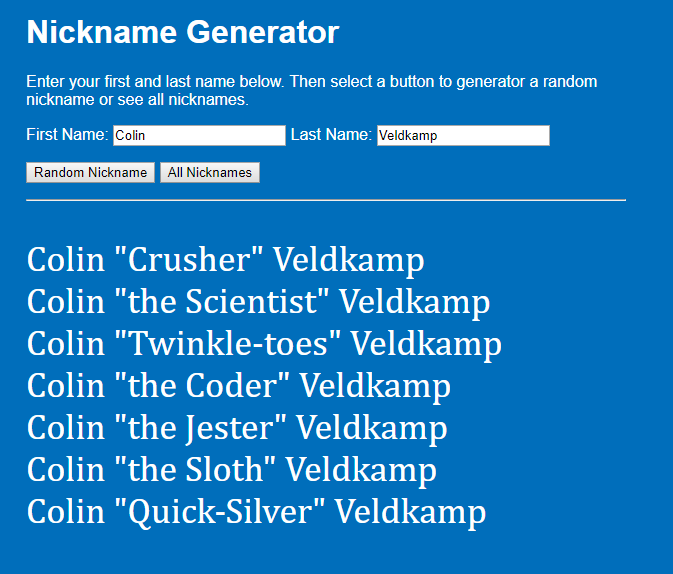 Nickname Generator
Enter your first and last name below. Then select a button to generator a random
nickname or see all nicknames.
First Name: Colin Last Name: Veldkamp
Random Nickname All Nicknames
Colin "Crusher" Veldkamp
Colin "the Scientist" Veldkamp
Colin "Twinkle-toes" Veldkamp
Colin "the Coder" Veldkamp
Colin "the Jester" Veldkamp
Colin "the Sloth" Veldkamp
Colin "Quick-Silver" Veldkamp